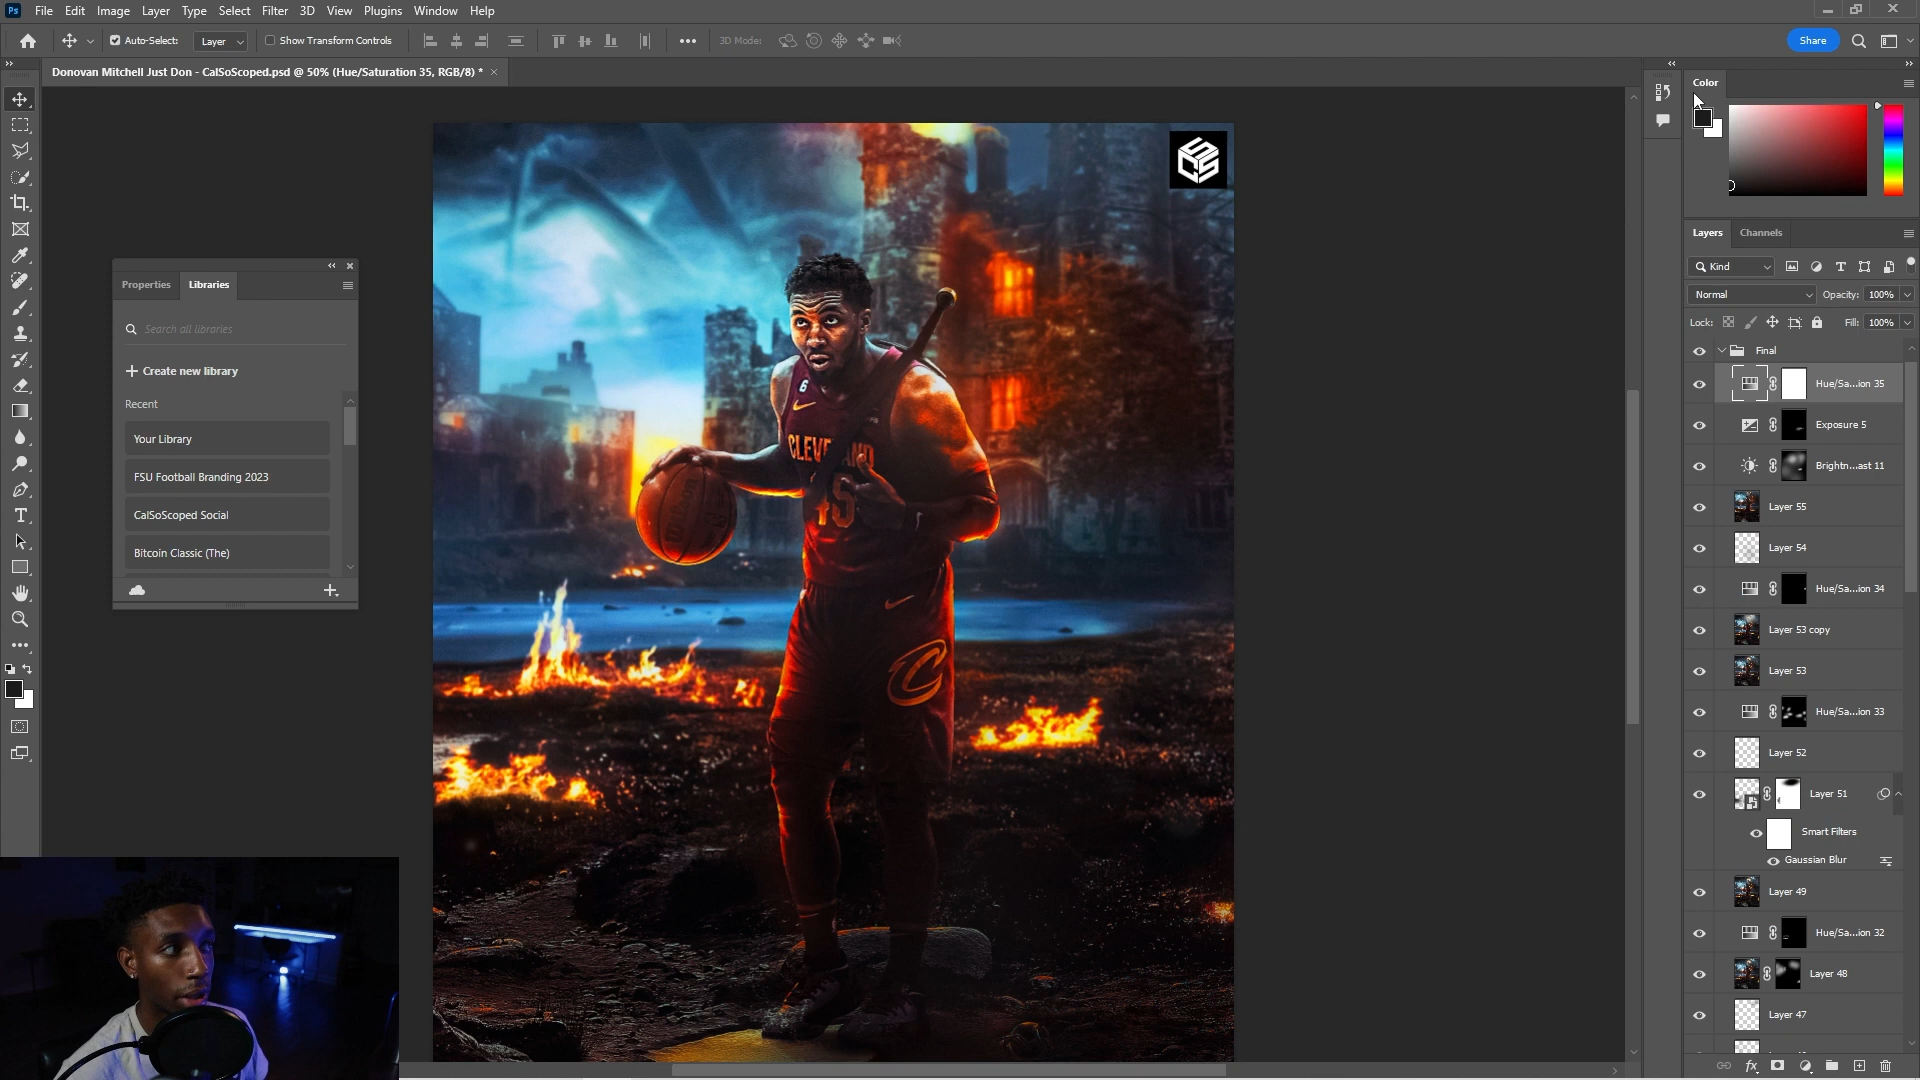 Ps File Edit Image Layer Type Select Filter 3D View Plugins Window Help
Auto-Select: Layer Show Transform Controls 3D Mode: Share
Donovan Mitchell Just Don - CalSoScoped.psd @ 50% (Hue/Saturation 35, RGB/8) *
Color
Properties Libraries
Search all libraries
Create new library
Recent
Your Library
FSU Football Branding 2023
CalSoScoped Social
Bitcoin Classic (The)
6
CLEVELAND
45
Layers Channels
Kind
Normal Opacity: 100%
Lock: Fill: 100%
Final
Hue/Sa...ion 35
Exposure 5
Brightn...ast 11
Layer 55
Layer 54
Hue/Sa...ion 34
Layer 53 copy
Layer 53
Hue/Sa...ion 33
Layer 52
Layer 51
Smart Filters
Gaussian Blur
Layer 49
Hue/Sa...ion 32
Layer 48
Layer 47